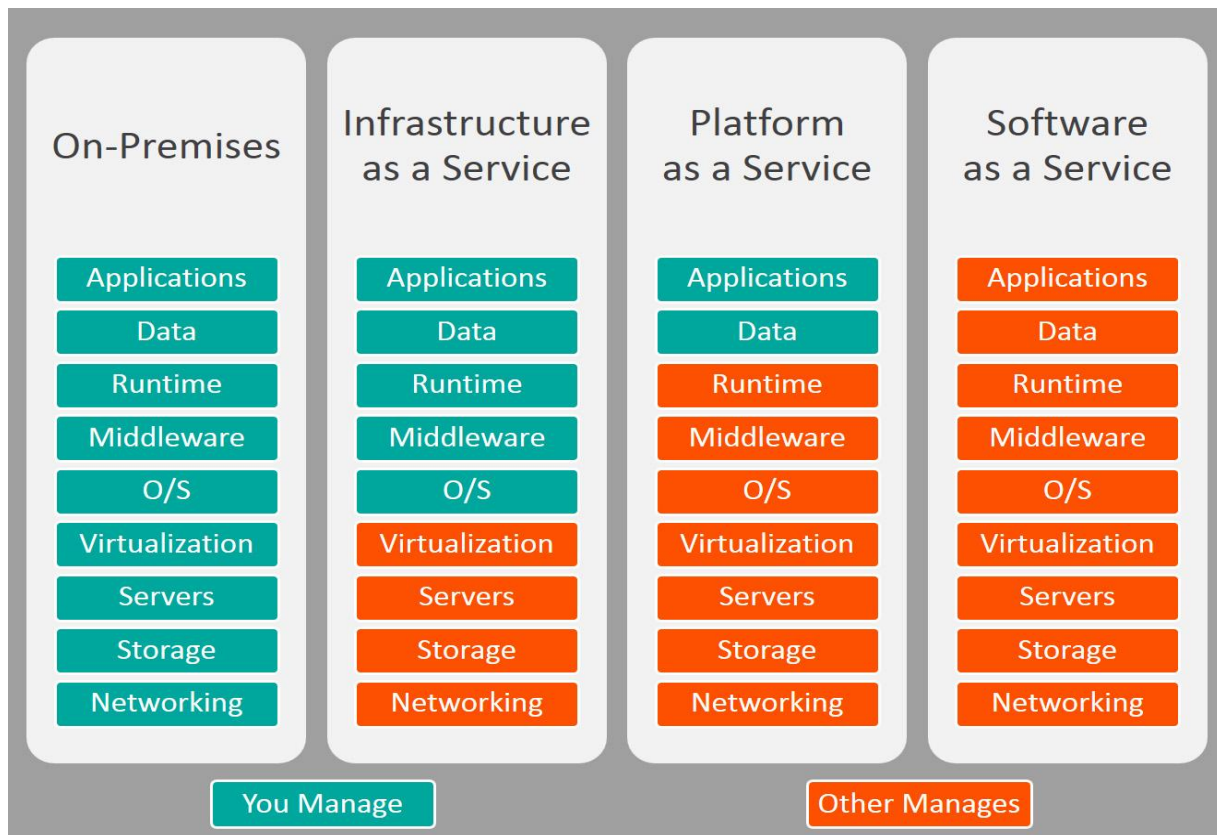 On-Premises
Applications
Data
Runtime
Middleware
O/S
Virtualization
Servers
Storage
Networking
Infrastructure
as a Service
Applications
Data
Runtime
Middleware
O/S
Virtualization
Servers
Storage
Networking
Platform
as a Service
Applications
Data
Runtime
Middleware
O/S
Virtualization
Servers
Storage
Networking
Software
as a Service
Applications
Data
Runtime
Middleware
O/S
Virtualization
Servers
Storage
Networking
You Manage
Other Manages